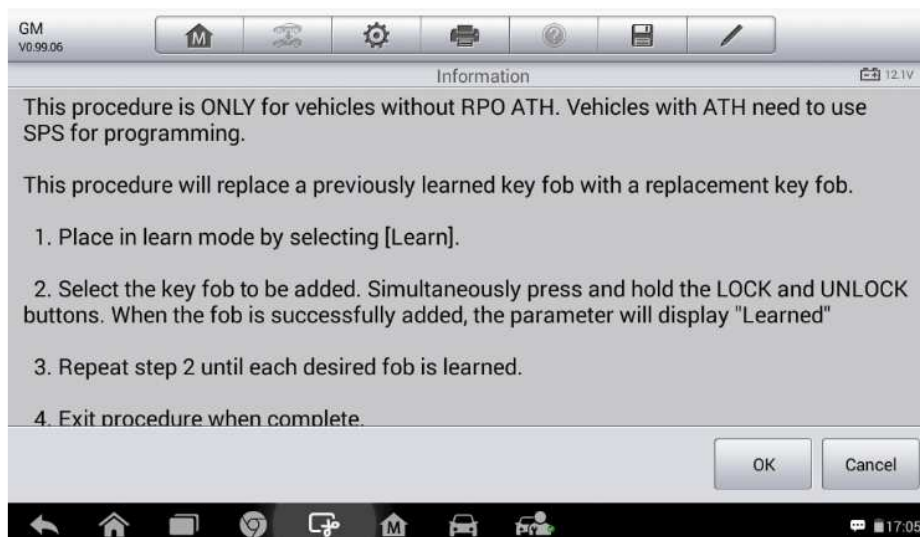 GM
V0.99.06
Information
12.1V
This procedure is ONLY for vehicles without RPO ATH. Vehicles with ATH need to use
SPS for programming.
This procedure will replace a previously learned key fob with a replacement key fob.
1. Place in learn mode by selecting [Learn].
2. Select the key fob to be added. Simultaneously press and hold the LOCK and UNLOCK
buttons. When the fob is successfully added, the parameter will display "Learned"
3. Repeat step 2 until each desired fob is learned.
4. Exit procedure when complete.
OK
Cancel
17:05